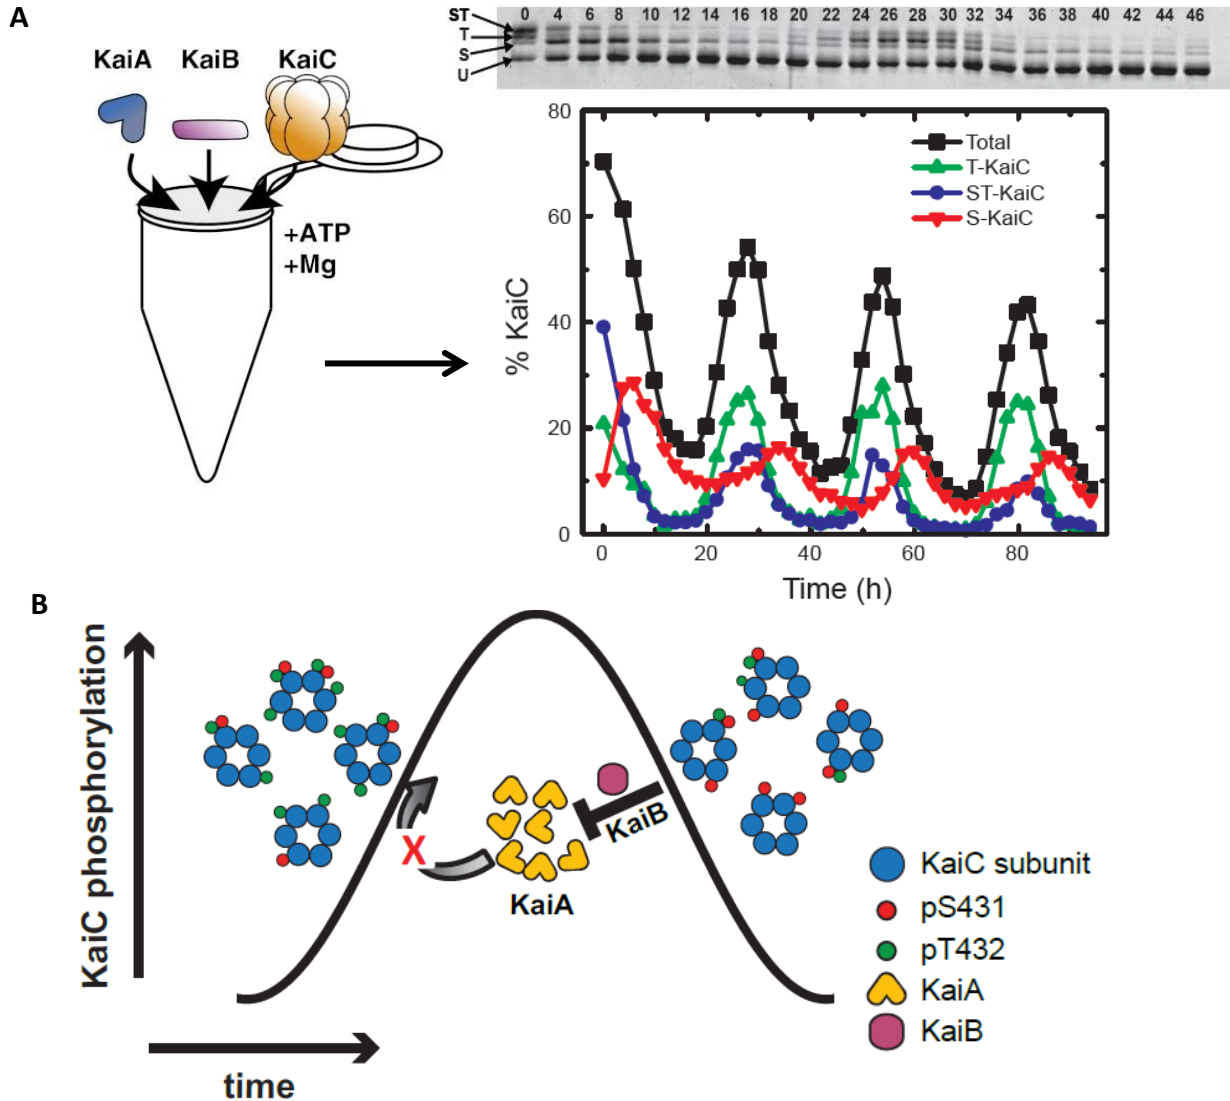 A
KaiA KaiB KaiC
+ATP
+Mg
ST
T
S
U
0 4 6 8 10 12 14 16 18 20 22 24 26 28 30 32 34 36 38 40 42 44 46
80
60
40
20
0
% KaiC
Total
T-KaiC
ST-KaiC
S-KaiC
0 20 40 60 80
Time (h)
B
KaiC phosphorylation
X
KaiA
KaiB
KaiC subunit
pS431
pT432
KaiA
KaiB
time